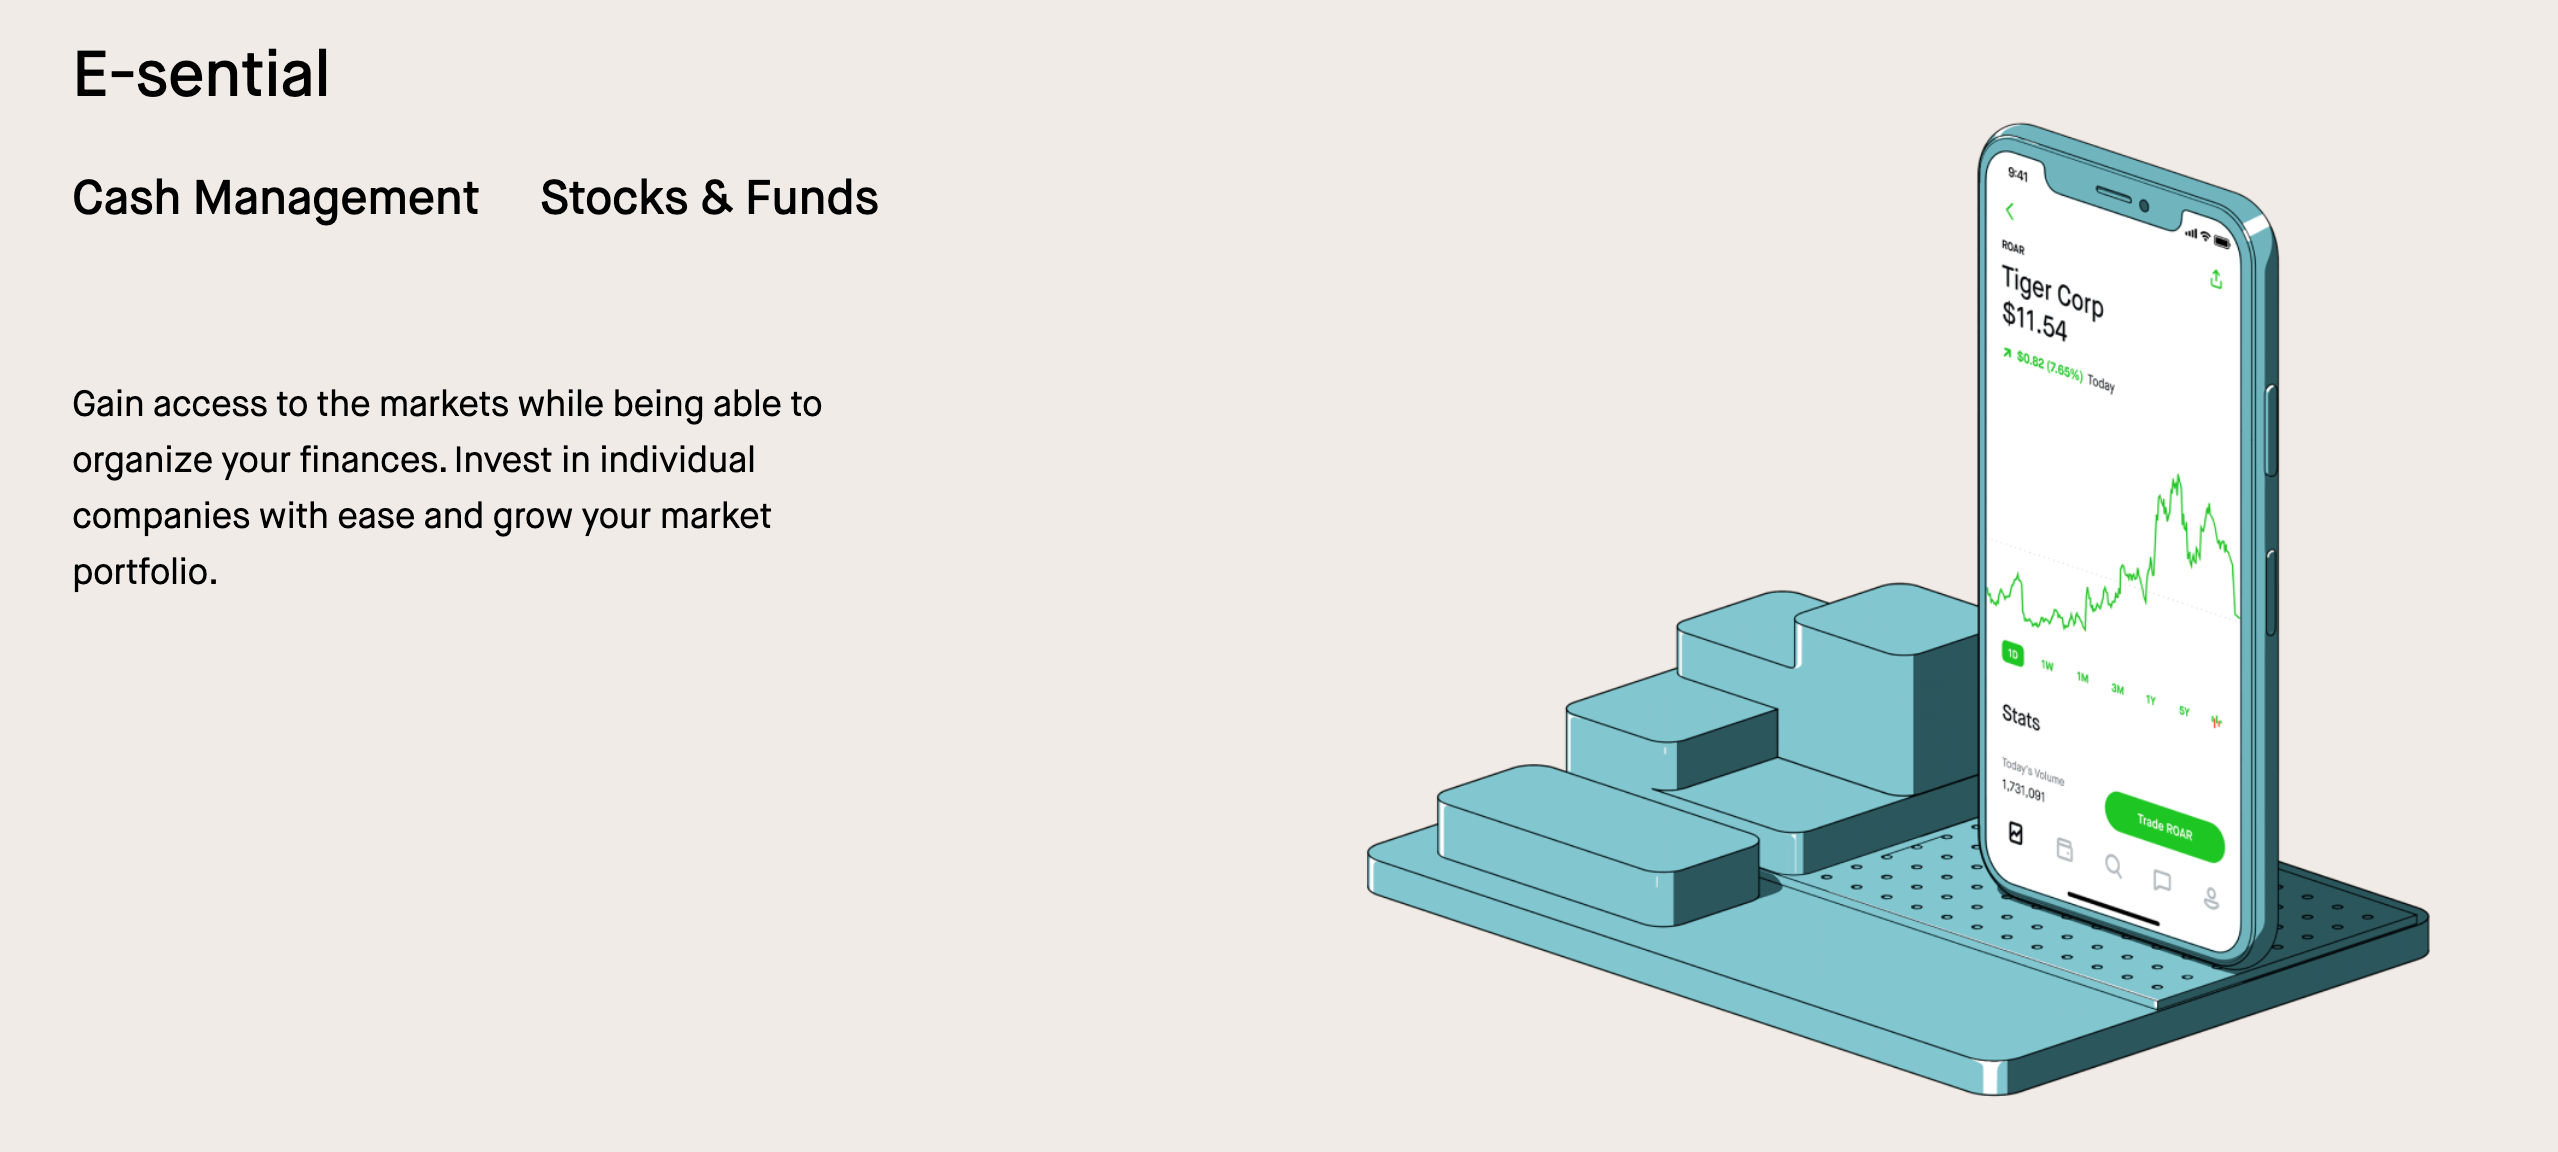 E-sential
Cash Management
Stocks & Funds
Gain access to the markets while being able to
organize your finances. Invest in individual
companies with ease and grow your market
portfolio.
9:41
ROAR
Tiger Corp
$11.54
$0.82 (7.65%) Today
1D 1W 1M 3M 1Y 5Y
Stats
Today's Volume
1,731,091
Trade ROAR